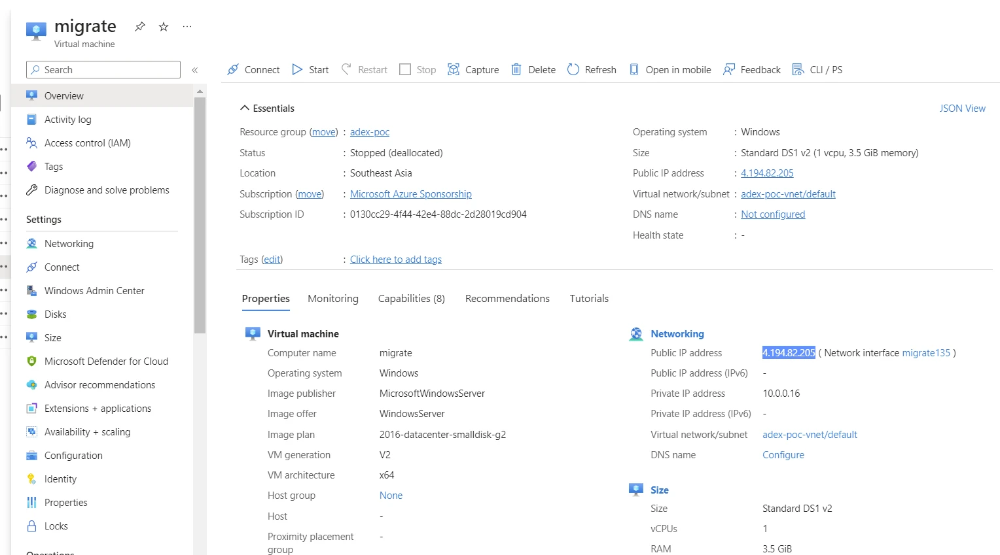 migrate
Virtual machine
Search
«
Overview
Activity log
Access control (IAM)
Tags
Diagnose and solve problems
Settings
Networking
Connect
Windows Admin Center
Disks
Size
Microsoft Defender for Cloud
Advisor recommendations
Extensions + applications
Availability + scaling
Configuration
Identity
Properties
Locks
Operations
Connect Start Restart Stop Capture Delete Refresh Open in mobile Feedback CLI / PS
Essentials
JSON View
Resource group (move) : adex-poc
Status : Stopped (deallocated)
Location : Southeast Asia
Subscription (move) : Microsoft Azure Sponsorship
Subscription ID : 0130cc29-4f44-42e4-88dc-2d28019cd904
Operating system : Windows
Size : Standard DS1 v2 (1 vcpu, 3.5 GiB memory)
Public IP address : 4.194.82.205
Virtual network/subnet : adex-poc-vnet/default
DNS name : Not configured
Health state : -
Tags (edit) : Click here to add tags
Properties Monitoring Capabilities (8) Recommendations Tutorials
Virtual machine
Computer name migrate
Operating system Windows
Image publisher MicrosoftWindowsServer
Image offer WindowsServer
Image plan 2016-datacenter-smalldisk-g2
VM generation V2
VM architecture x64
Host group None
Host -
Proximity placement -
group
Networking
Public IP address 4.194.82.205 ( Network interface migrate135 )
Public IP address (IPv6) -
Private IP address 10.0.0.16
Private IP address (IPv6) -
Virtual network/subnet adex-poc-vnet/default
DNS name Configure
Size
Size Standard DS1 v2
vCPUs 1
RAM 3.5 GiB